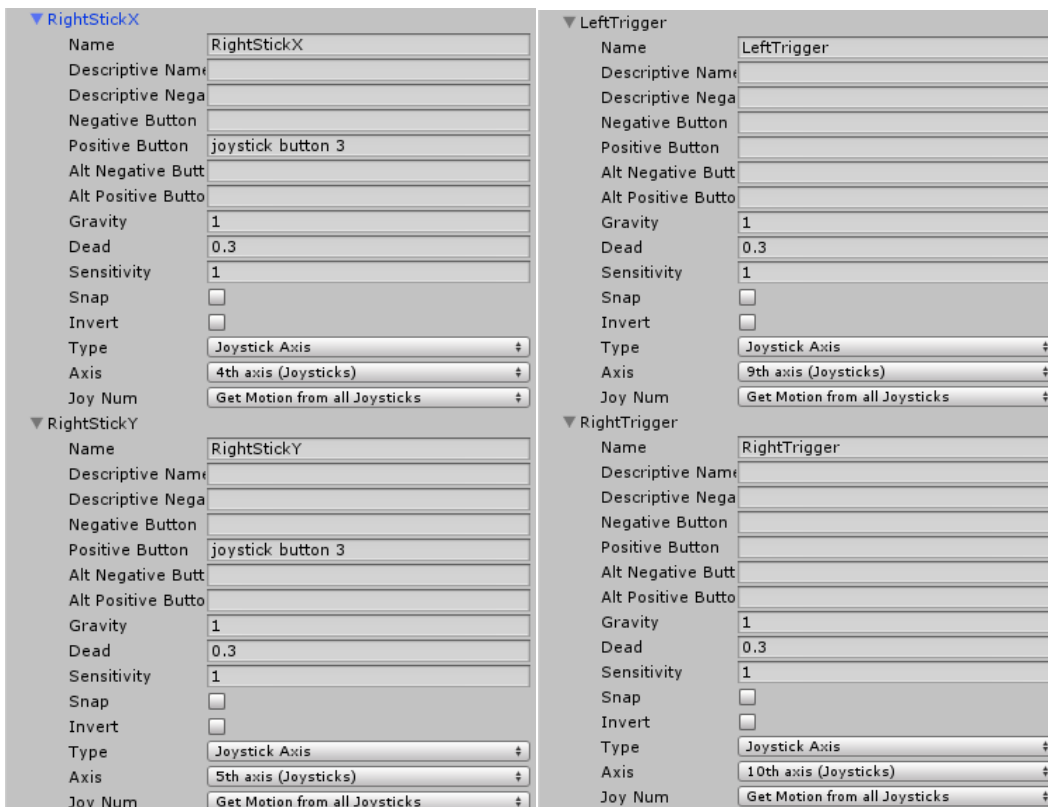 RightStickX
Name RightStickX
Descriptive Name
Descriptive Nega
Negative Button
Positive Button joystick button 3
Alt Negative Butt
Alt Positive Butto
Gravity 1
Dead 0.3
Sensitivity 1
Snap
Invert
Type Joystick Axis
Axis 4th axis (Joysticks)
Joy Num Get Motion from all Joysticks
RightStickY
Name RightStickY
Descriptive Name
Descriptive Nega
Negative Button
Positive Button joystick button 3
Alt Negative Butt
Alt Positive Butto
Gravity 1
Dead 0.3
Sensitivity 1
Snap
Invert
Type Joystick Axis
Axis 5th axis (Joysticks)
Joy Num Get Motion from all Joysticks
LeftTrigger
Name LeftTrigger
Descriptive Name
Descriptive Nega
Negative Button
Positive Button
Alt Negative Butt
Alt Positive Butto
Gravity 1
Dead 0.3
Sensitivity 1
Snap
Invert
Type Joystick Axis
Axis 9th axis (Joysticks)
Joy Num Get Motion from all Joysticks
RightTrigger
Name RightTrigger
Descriptive Name
Descriptive Nega
Negative Button
Positive Button
Alt Negative Butt
Alt Positive Butto
Gravity 1
Dead 0.3
Sensitivity 1
Snap
Invert
Type Joystick Axis
Axis 10th axis (Joysticks)
Joy Num Get Motion from all Joysticks